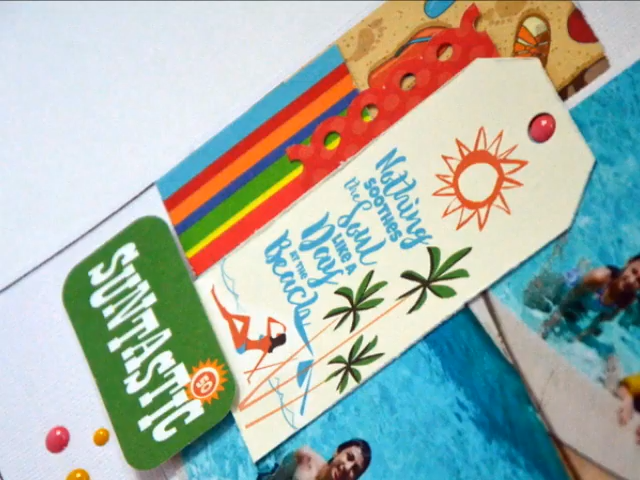 Nothing
SOOTHES
the Soul
LIKE A
Day
AT THE
Beach
SUNTASTIC
50